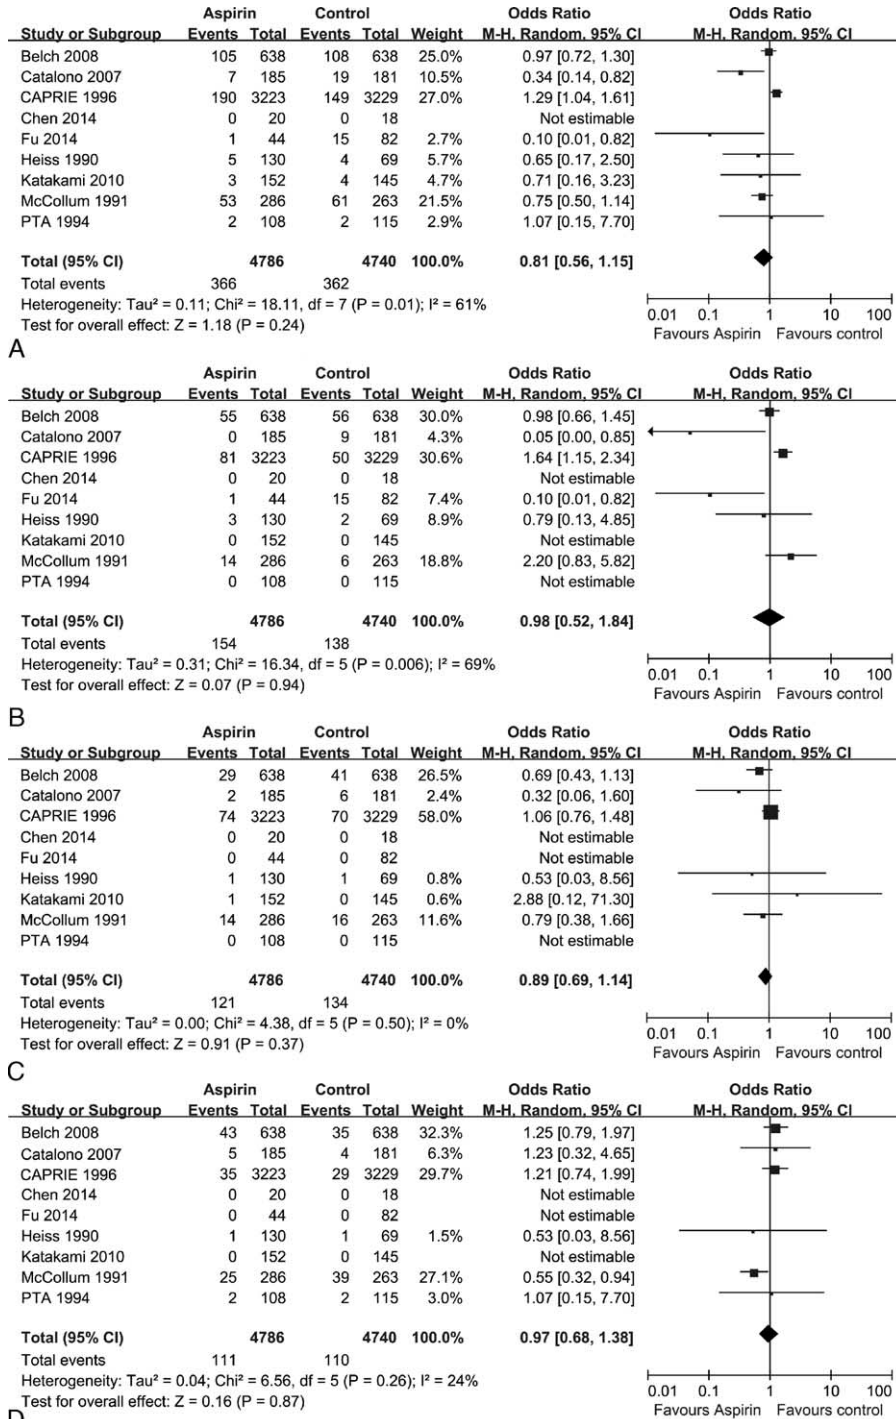 Aspirin Control Odds Ratio Odds Ratio
Study or Subgroup Events Total Events Total Weight M-H, Random, 95% CI M-H, Random, 95% CI
Belch 2008 105 638 108 638 25.0% 0.97 [0.72, 1.30]
Catalono 2007 7 185 19 181 10.5% 0.34 [0.14, 0.82]
CAPRIE 1996 190 3223 149 3229 27.0% 1.29 [1.04, 1.61]
Chen 2014 0 20 0 18 Not estimable
Fu 2014 1 44 15 82 2.7% 0.10 [0.01, 0.82]
Heiss 1990 5 130 4 69 5.7% 0.65 [0.17, 2.50]
Katakami 2010 3 152 4 145 4.7% 0.71 [0.16, 3.23]
McCollum 1991 53 286 61 263 21.5% 0.75 [0.50, 1.14]
PTA 1994 2 108 2 115 2.9% 1.07 [0.15, 7.70]
Total (95% CI) 4786 4740 100.0% 0.81 [0.56, 1.15]
Total events 366 362
Heterogeneity: Tau² = 0.11; Chi² = 18.11, df = 7 (P = 0.01); I² = 61%
Test for overall effect: Z = 1.18 (P = 0.24)
0.01 0.1 1 10 100
Favours Aspirin Favours control
A
Aspirin Control Odds Ratio Odds Ratio
Study or Subgroup Events Total Events Total Weight M-H, Random, 95% CI M-H, Random, 95% CI
Belch 2008 55 638 56 638 30.0% 0.98 [0.66, 1.45]
Catalono 2007 0 185 9 181 4.3% 0.05 [0.00, 0.85]
CAPRIE 1996 81 3223 50 3229 30.6% 1.64 [1.15, 2.34]
Chen 2014 0 20 0 18 Not estimable
Fu 2014 1 44 15 82 7.4% 0.10 [0.01, 0.82]
Heiss 1990 3 130 2 69 8.9% 0.79 [0.13, 4.85]
Katakami 2010 0 152 0 145 Not estimable
McCollum 1991 14 286 6 263 18.8% 2.20 [0.83, 5.82]
PTA 1994 0 108 0 115 Not estimable
Total (95% CI) 4786 4740 100.0% 0.98 [0.52, 1.84]
Total events 154 138
Heterogeneity: Tau² = 0.31; Chi² = 16.34, df = 5 (P = 0.006); I² = 69%
Test for overall effect: Z = 0.07 (P = 0.94)
0.01 0.1 1 10 100
Favours Aspirin Favours control
B
Aspirin Control Odds Ratio Odds Ratio
Study or Subgroup Events Total Events Total Weight M-H, Random, 95% CI M-H, Random, 95% CI
Belch 2008 29 638 41 638 26.5% 0.69 [0.43, 1.13]
Catalono 2007 2 185 6 181 2.4% 0.32 [0.06, 1.60]
CAPRIE 1996 74 3223 70 3229 58.0% 1.06 [0.76, 1.48]
Chen 2014 0 20 0 18 Not estimable
Fu 2014 0 44 0 82 Not estimable
Heiss 1990 1 130 1 69 0.8% 0.53 [0.03, 8.56]
Katakami 2010 1 152 0 145 0.6% 2.88 [0.12, 71.30]
McCollum 1991 14 286 16 263 11.6% 0.79 [0.38, 1.66]
PTA 1994 0 108 0 115 Not estimable
Total (95% CI) 4786 4740 100.0% 0.89 [0.69, 1.14]
Total events 121 134
Heterogeneity: Tau² = 0.00; Chi² = 4.38, df = 5 (P = 0.50); I² = 0%
Test for overall effect: Z = 0.91 (P = 0.37)
0.01 0.1 1 10 100
Favours Aspirin Favours control
C
Aspirin Control Odds Ratio Odds Ratio
Study or Subgroup Events Total Events Total Weight M-H, Random, 95% CI M-H, Random, 95% CI
Belch 2008 43 638 35 638 32.3% 1.25 [0.79, 1.97]
Catalono 2007 5 185 4 181 6.3% 1.23 [0.32, 4.65]
CAPRIE 1996 35 3223 29 3229 29.7% 1.21 [0.74, 1.99]
Chen 2014 0 20 0 18 Not estimable
Fu 2014 0 44 0 82 Not estimable
Heiss 1990 1 130 1 69 1.5% 0.53 [0.03, 8.56]
Katakami 2010 0 152 0 145 Not estimable
McCollum 1991 25 286 39 263 27.1% 0.55 [0.32, 0.94]
PTA 1994 2 108 2 115 3.0% 1.07 [0.15, 7.70]
Total (95% CI) 4786 4740 100.0% 0.97 [0.68, 1.38]
Total events 111 110
Heterogeneity: Tau² = 0.04; Chi² = 6.56, df = 5 (P = 0.26); I² = 24%
Test for overall effect: Z = 0.16 (P = 0.87)
0.01 0.1 1 10 100
Favours Aspirin Favours control
D